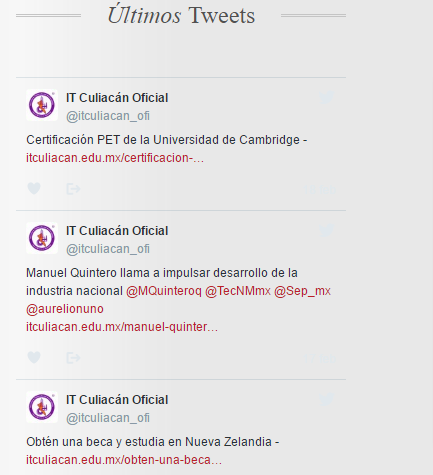 Últimos Tweets
IT Culiacán Oficial
@itculiacan_ofi
Certificación PET de la Universidad de Cambridge -
itculiacan.edu.mx/certificacion-…
IT Culiacán Oficial
@itculiacan_ofi
Manuel Quintero llama a impulsar desarrollo de la
industria nacional @MQuinteroq @TecNMmx @Sep_mx
@aurelionuno
itculiacan.edu.mx/manuel-quinter…
IT Culiacán Oficial
@itculiacan_ofi
Obtén una beca y estudia en Nueva Zelandia -
itculiacan.edu.mx/obten-una-beca…